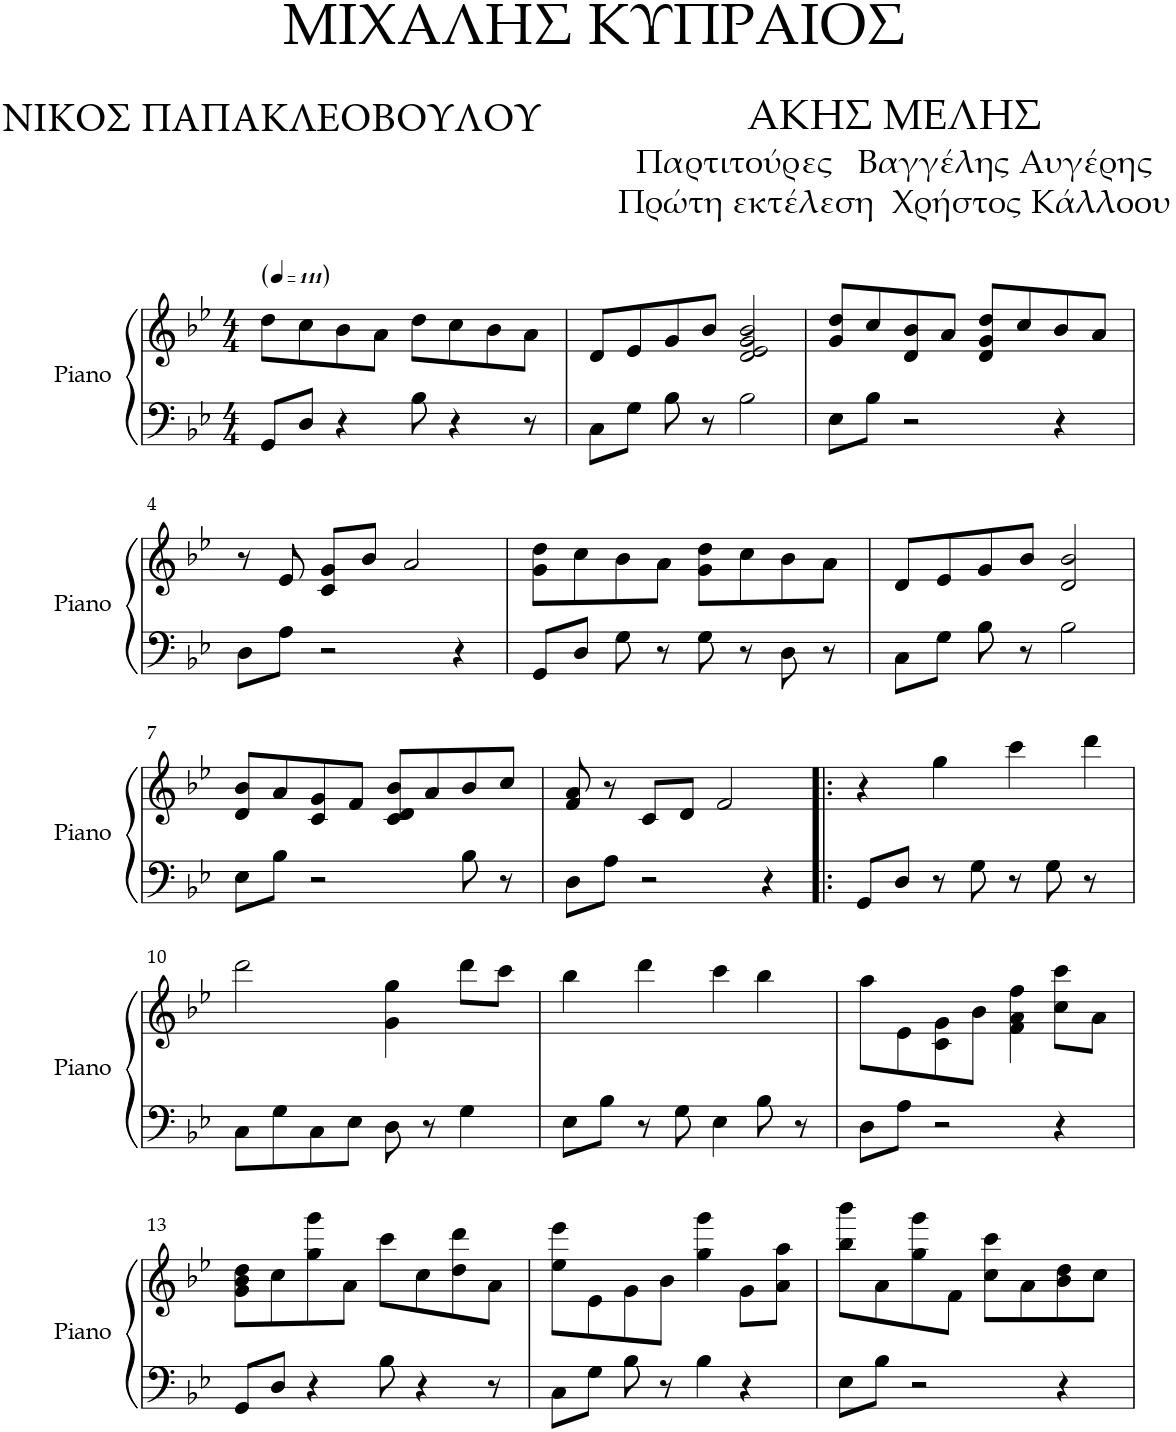 ΜΙΧΑΛΗΣ ΚΥΠΡΑΙΟΣ
ΝΙΚΟΣ ΠΑΠΑΚΛΕΟΒΟΥΛΟΥ
ΑΚΗΣ ΜΕΛΗΣ
Παρτιτούρες Βαγγέλης Αυγέρης
Πρώτη εκτέλεση Χρήστος Κάλλοου
(♩=111)
Piano
4
Piano
7
Piano
10
Piano
13
Piano